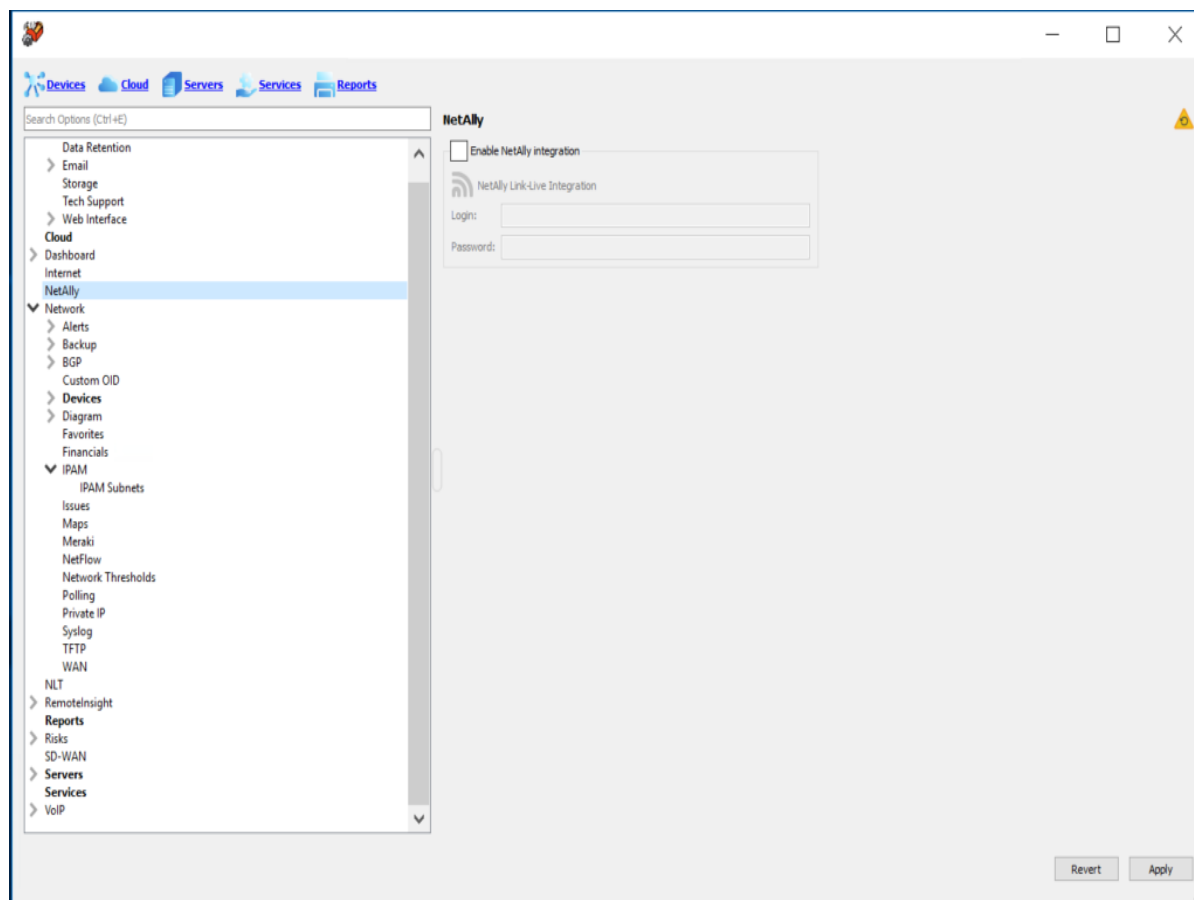 Devices Cloud Servers Services Reports
Search Options (Ctrl+E)
Data Retention
Email
Storage
Tech Support
Web Interface
Cloud
Dashboard
Internet
NetAlly
Network
Alerts
Backup
BGP
Custom OID
Devices
Diagram
Favorites
Financials
IPAM
IPAM Subnets
Issues
Maps
Meraki
NetFlow
Network Thresholds
Polling
Private IP
Syslog
TFTP
WAN
NLT
RemoteInsight
Reports
Risks
SD-WAN
Servers
Services
VoIP
NetAlly
Enable NetAlly integration
NetAlly Link-Live Integration
Login:
Password:
Revert Apply